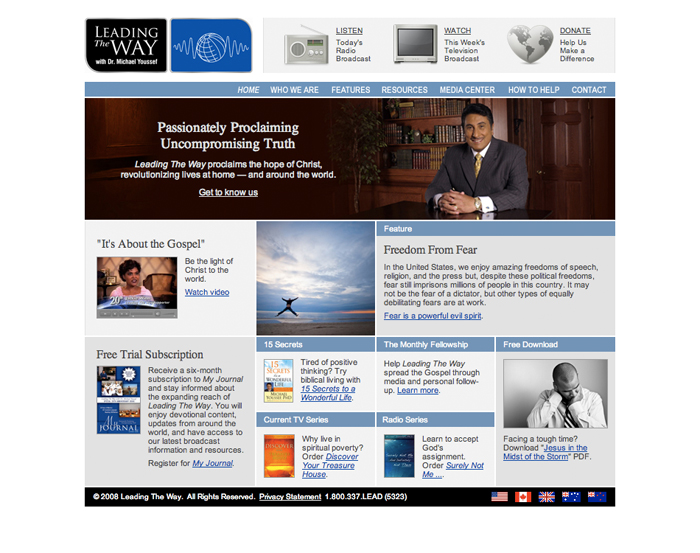 LEADING
The WAY
with Dr. Michael Youssef
LISTEN
Today's
Radio
Broadcast
WATCH
This Week's
Television
Broadcast
DONATE
Help Us
Make a
Difference
HOME WHO WE ARE FEATURES RESOURCES MEDIA CENTER HOW TO HELP CONTACT
Passionately Proclaiming
Uncompromising Truth
Leading The Way proclaims the hope of Christ,
revolutionizing lives at home — and around the world.
Get to know us
"It's About the Gospel"
Be the light of
Christ to the
world.
Watch video
Feature
Freedom From Fear
In the United States, we enjoy amazing freedoms of speech,
religion, and the press but, despite these political freedoms,
fear still imprisons millions of people in this country. It may
not be the fear of a dictator, but other types of equally
debilitating fears are at work.
Fear is a powerful evil spirit.
Free Trial Subscription
Receive a six-month
subscription to My Journal
and stay informed about
the expanding reach of
Leading The Way. You will
enjoy devotional content,
updates from around the
world, and have access to
our latest broadcast
information and resources.
Register for My Journal.
JOURNAL
15 Secrets
15
SECRETS
WONDERFUL
LIFE
Tired of positive
thinking? Try
biblical living with
15 Secrets to a
Wonderful Life.
The Monthly Fellowship
Help Leading The Way
spread the Gospel through
media and personal follow-
up. Learn more.
Free Download
Facing a tough time?
Download "Jesus in the
Midst of the Storm" PDF.
Current TV Series
DISCOVER
Why live in
spiritual poverty?
Order Discover
Your Treasure
House.
Radio Series
Learn to accept
God's
assignment.
Order Surely Not
Me ....
© 2008 Leading The Way. All Rights Reserved. Privacy Statement 1.800.337.LEAD (5323)